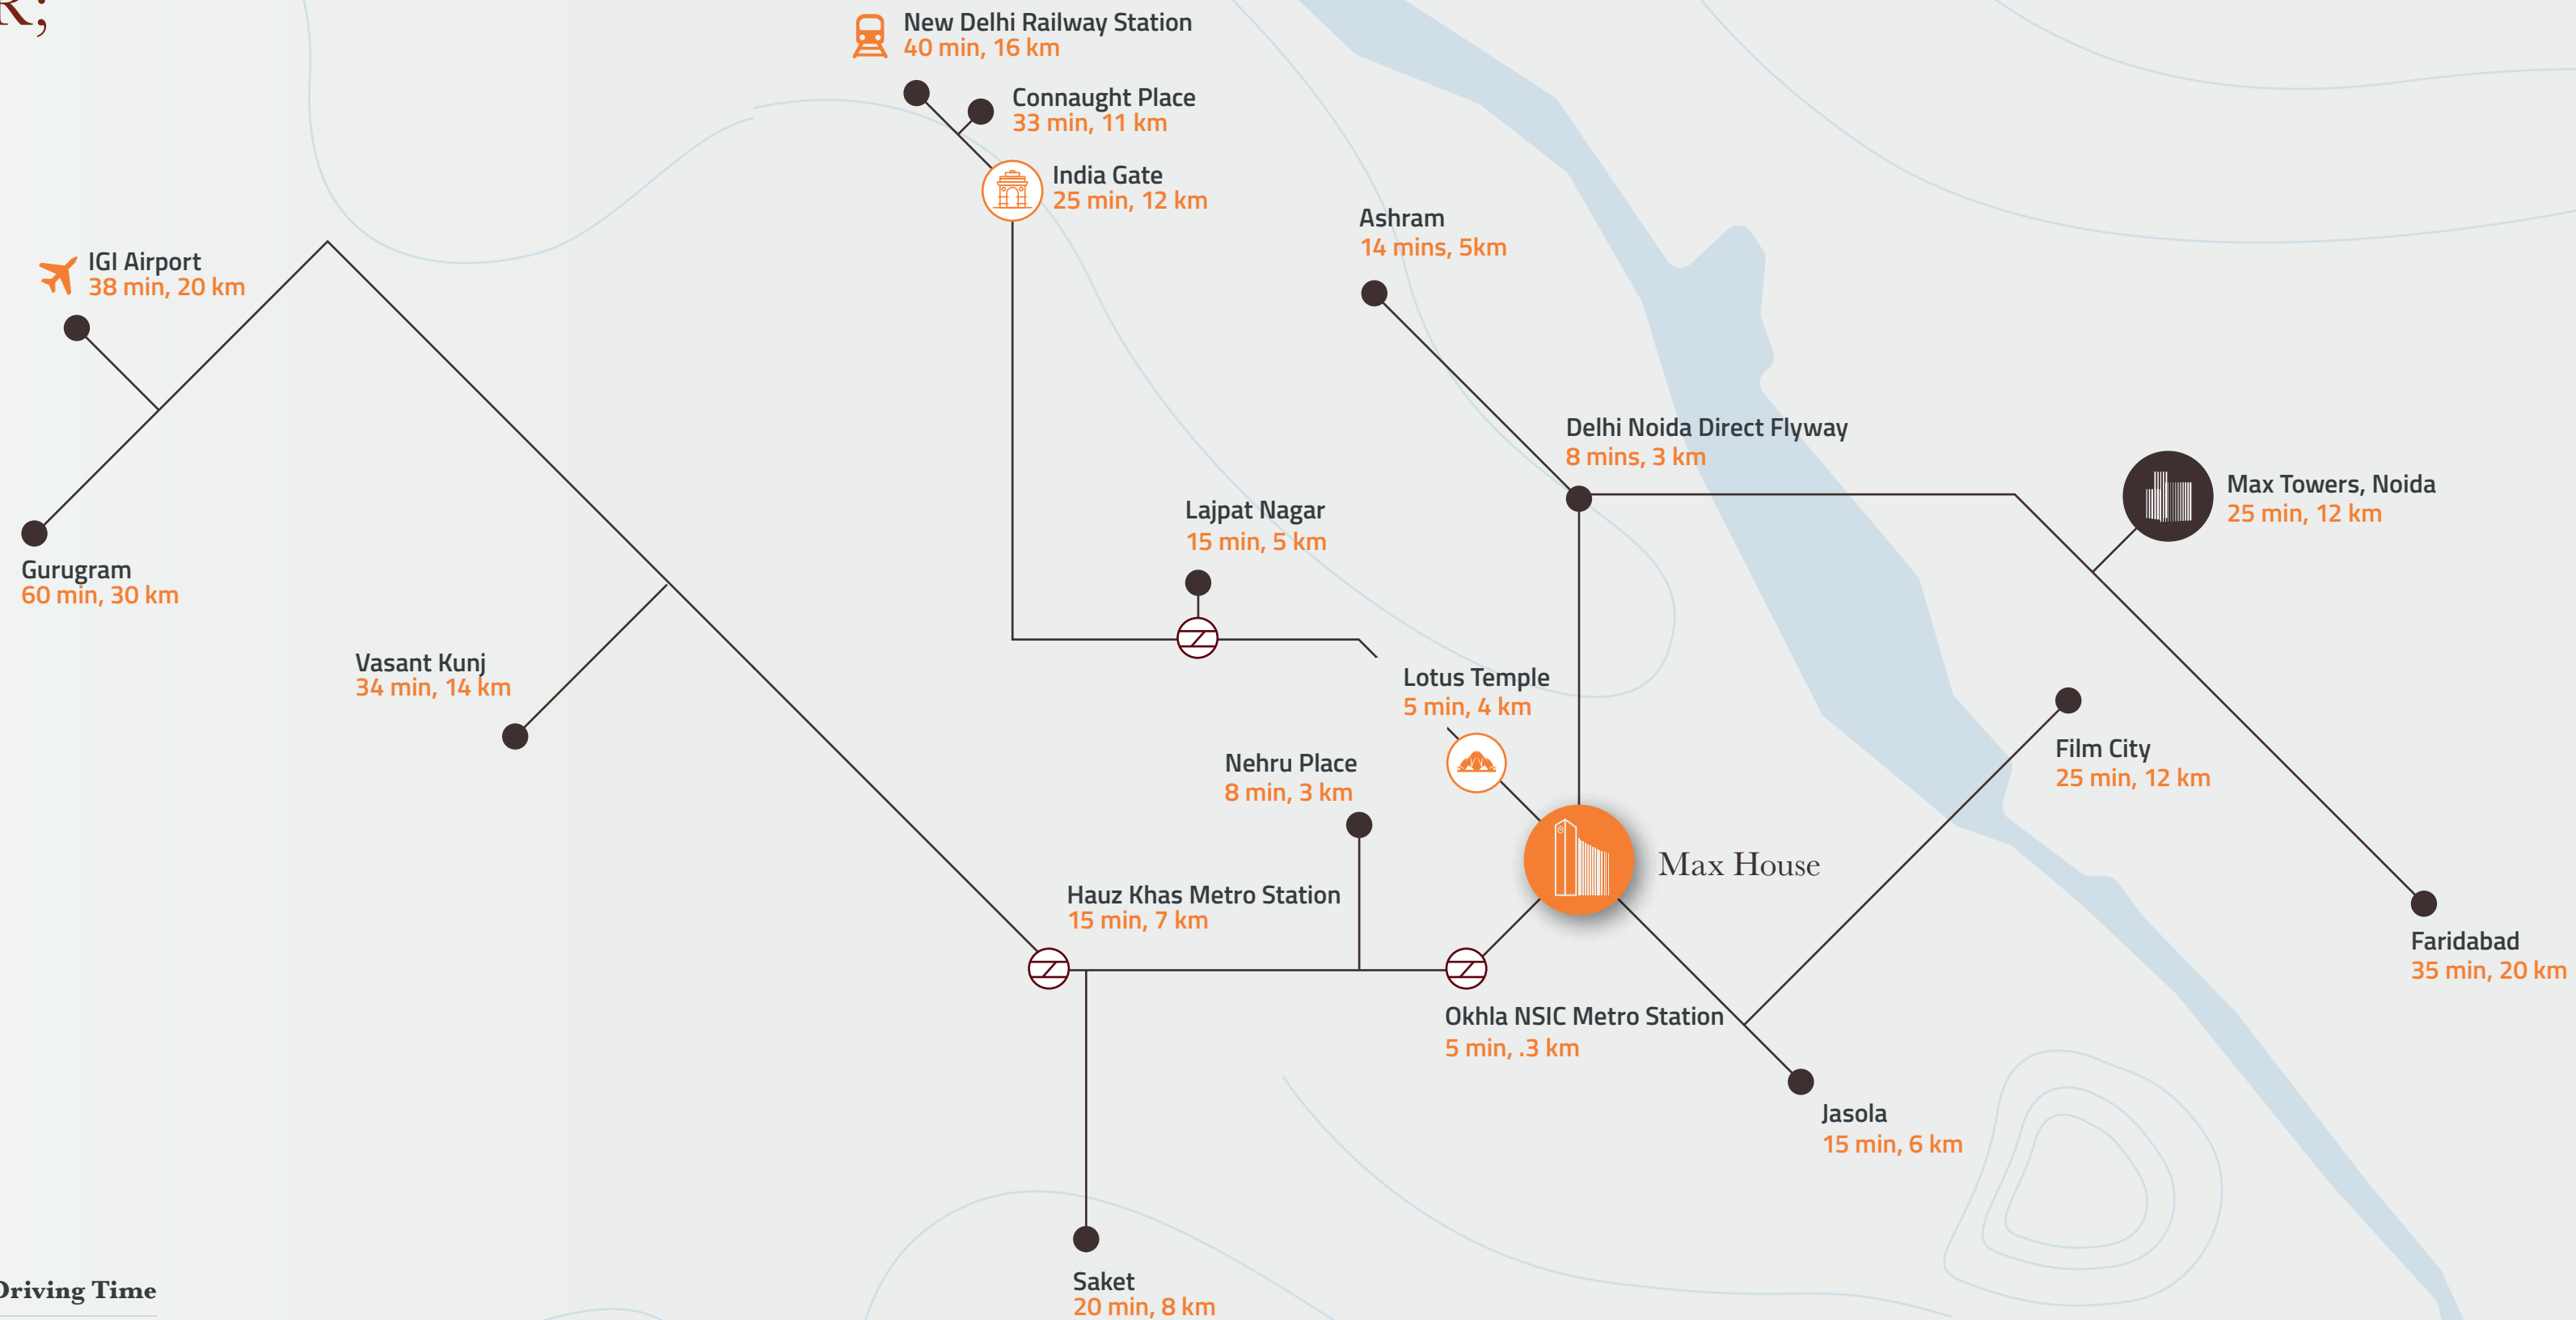 R;
New Delhi Railway Station
40 min, 16 km
Connaught Place
33 min, 11 km
India Gate
25 min, 12 km
Ashram
14 mins, 5km
IGI Airport
38 min, 20 km
Delhi Noida Direct Flyway
8 mins, 3 km
Max Towers, Noida
25 min, 12 km
Lajpat Nagar
15 min, 5 km
Gurugram
60 min, 30 km
Vasant Kunj
34 min, 14 km
Lotus Temple
5 min, 4 km
Nehru Place
8 min, 3 km
Film City
25 min, 12 km
Max House
Hauz Khas Metro Station
15 min, 7 km
Faridabad
35 min, 20 km
Okhla NSIC Metro Station
5 min, .3 km
Jasola
15 min, 6 km
Saket
20 min, 8 km
Driving Time